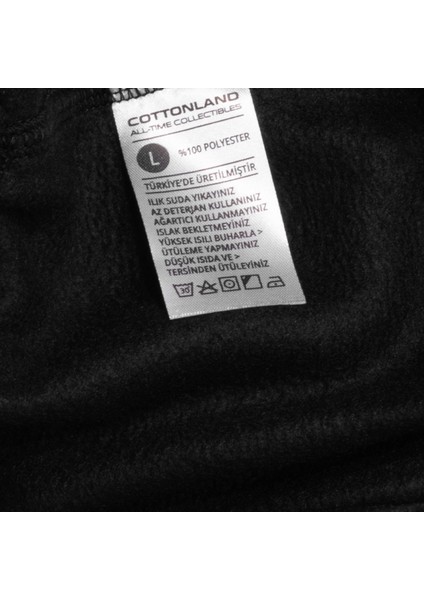 COTTONLAND
ALL-TIME COLLECTIBLES
L %100 POLYESTER
TÜRKİYE'DE ÜRETİLMİŞTİR
ILIK SUDA YIKAYINIZ
AZ DETERJAN KULLANINIZ
AĞARTICI KULLANMAYINIZ
ISLAK BEKLETMEYİNİZ
YÜKSEK ISILI BUHARLA >
ÜTÜLEME YAPMAYINIZ
DÜŞÜK ISIDA VE >
TERSİNDEN ÜTÜLEYİNİZ
30°